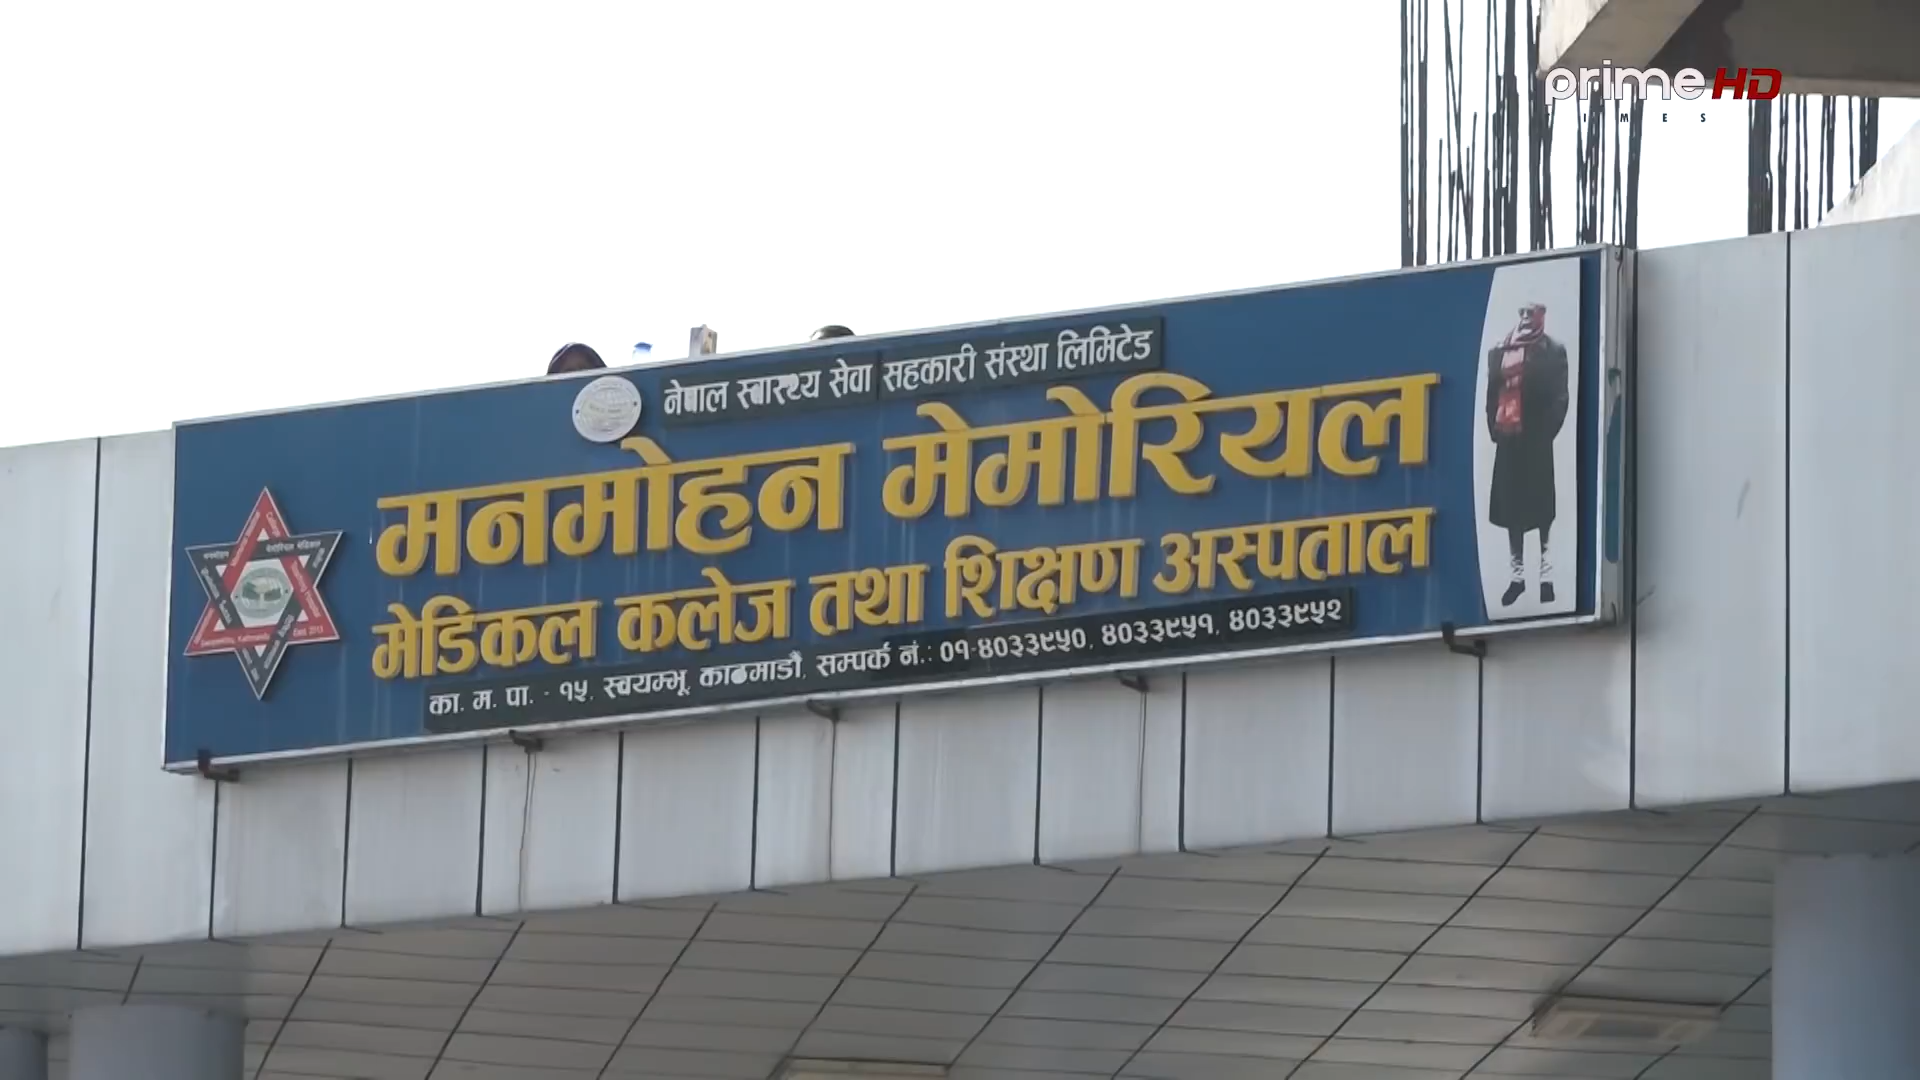 prime HD
TIMES
नेपाल स्वास्थ्य सेवा सहकारी संस्था लिमिटेड
मनमोहन मेमोरियल
मेडिकल कलेज तथा शिक्षण अस्पताल
का. म. पा. - १५, स्वयम्भू, काठमाडौं, सम्पर्क नं.: ०१-४०३३९५०, ४०३३९५१, ४०३३९५२